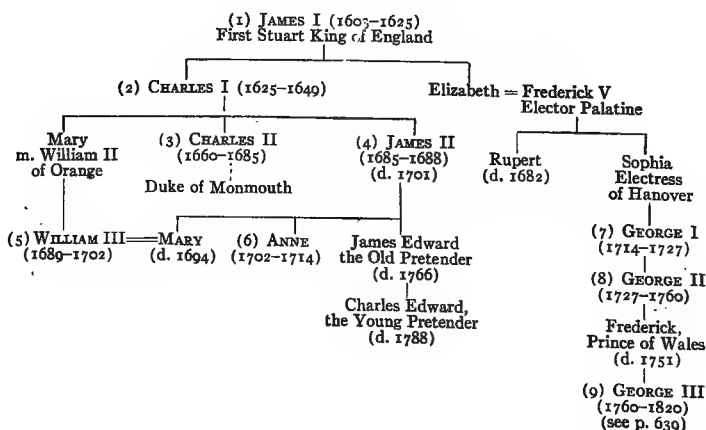 (1) JAMES I (1603–1625)
First Stuart King of England
(2) CHARLES I (1625–1649)
Elizabeth = Frederick V
Elector Palatine
Mary
m. William II
of Orange
(3) CHARLES II
(1660–1685)
Duke of Monmouth
(4) JAMES II
(1685–1688)
(d. 1701)
Rupert
(d. 1682)
Sophia
Electress
of Hanover
(5) WILLIAM III == MARY
(1689–1702) (d. 1694)
(6) ANNE
(1702–1714)
James Edward
the Old Pretender
(d. 1766)
Charles Edward,
the Young Pretender
(d. 1788)
(7) GEORGE I
(1714–1727)
(8) GEORGE II
(1727–1760)
Frederick,
Prince of Wales
(d. 1751)
(9) GEORGE III
(1760–1820)
(see p. 639)